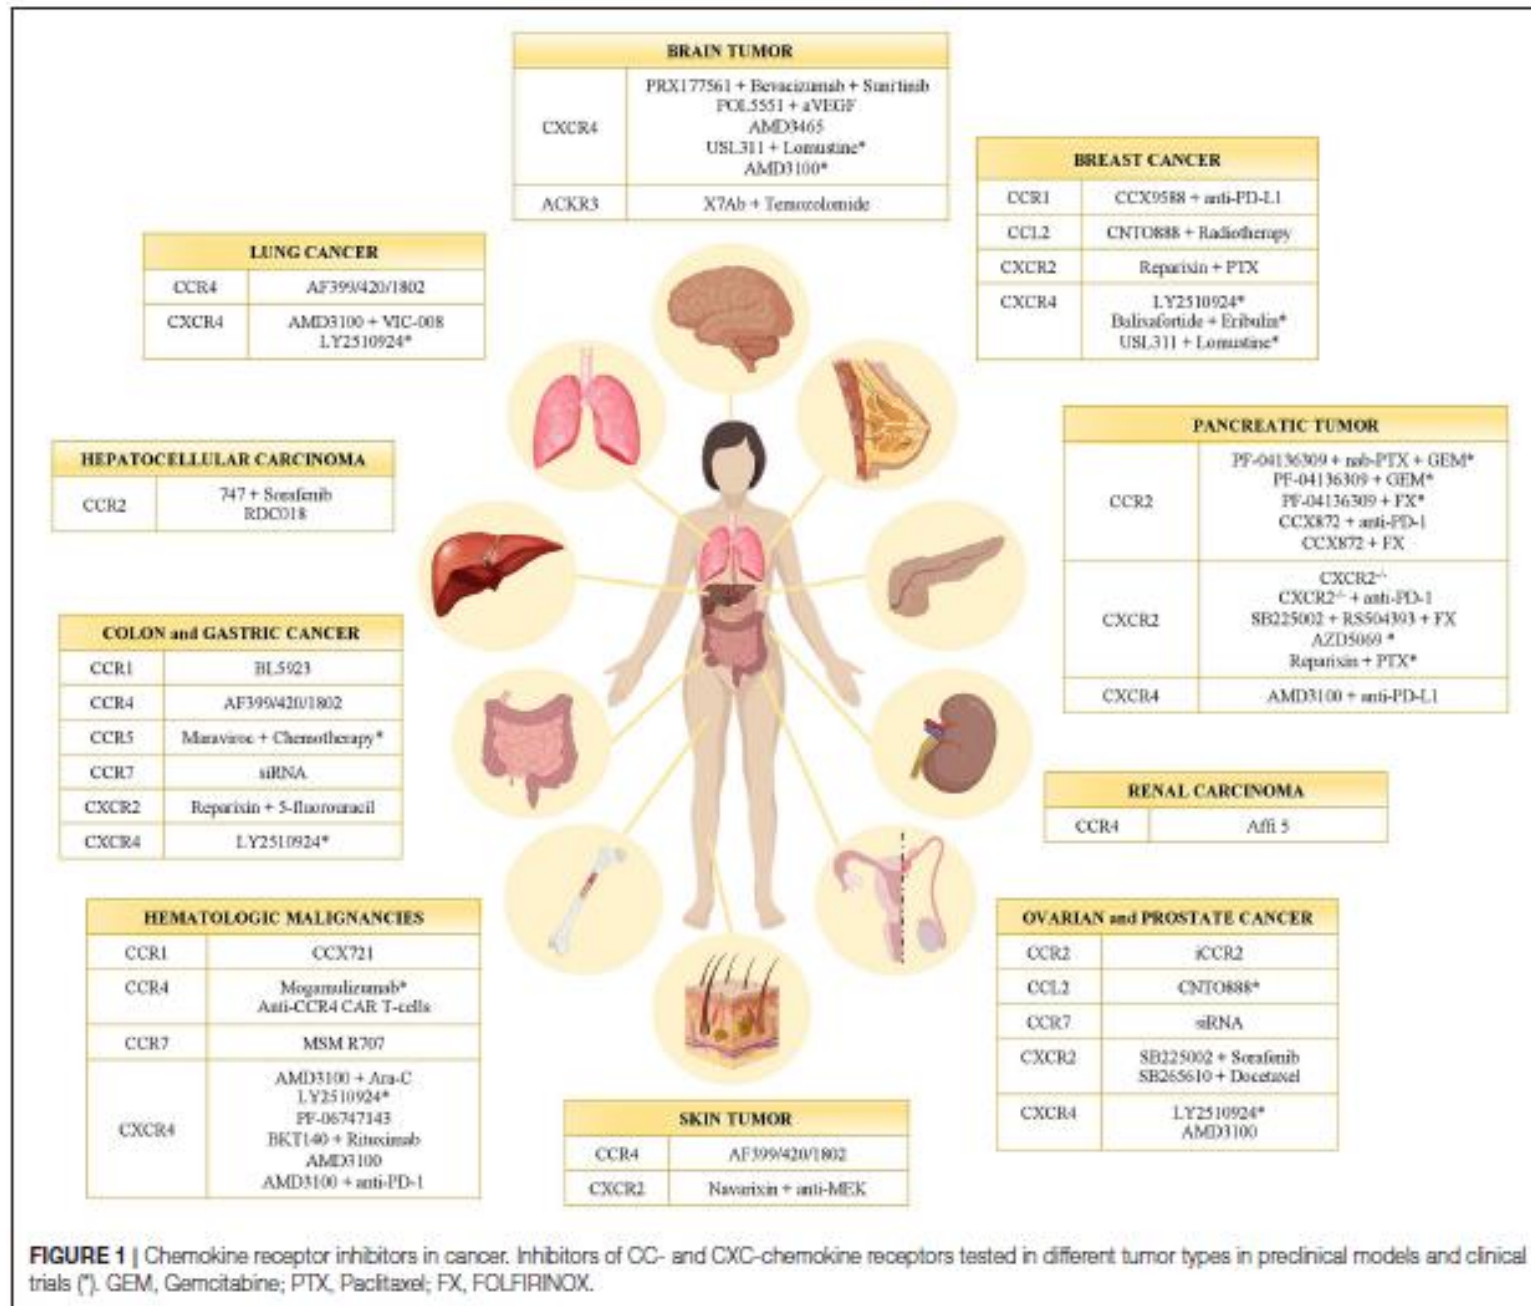 BRAIN TUMOR
CXCR4
PRX177561 + Bevacizumab + Sunitinib
POL5551 + aVEGF
AMD3465
USL311 + Lomustine*
AMD3100*
ACKR3 X7Ab + Temozolomide
BREAST CANCER
CCR1 CCX9588 + anti-PD-L1
CCL2 CNTO888 + Radiotherapy
CXCR2 Reparixin + PTX
CXCR4 LY2510924*
Balixafortide + Eribulin*
USL311 + Lomustine*
LUNG CANCER
CCR4 AF399/420/1802
CXCR4 AMD3100 + VIC-008
LY2510924*
PANCREATIC TUMOR
CCR2
PF-04136309 + nab-PTX + GEM*
PF-04136309 + GEM*
PF-04136309 + FX*
CCX872 + anti-PD-1
CCX872 + FX
CXCR2
CXCR2-/-
CXCR2-/- + anti-PD-1
SB225002 + RS504393 + FX
AZD5069 *
Reparixin + PTX*
CXCR4 AMD3100 + anti-PD-L1
HEPATOCELLULAR CARCINOMA
CCR2
747 + Sorafenib
RDC018
COLON and GASTRIC CANCER
CCR1 BL5923
CCR4 AF399/420/1802
CCR5 Maraviroc + Chemotherapy*
CCR7 siRNA
CXCR2 Reparixin + 5-fluorouracil
CXCR4 LY2510924*
RENAL CARCINOMA
CCR4 Affi 5
HEMATOLOGIC MALIGNANCIES
CCR1 CCX721
CCR4 Mogamulizumab*
Anti-CCR4 CAR T-cells
CCR7 MSM R707
CXCR4
AMD3100 + Ara-C
LY2510924*
PF-06747143
BKT140 + Rituximab
AMD3100
AMD3100 + anti-PD-1
OVARIAN and PROSTATE CANCER
CCR2 iCCR2
CCL2 CNTO888*
CCR7 siRNA
CXCR2 SB225002 + Sorafenib
SB265610 + Docetaxel
CXCR4 LY2510924*
AMD3100
SKIN TUMOR
CCR4 AF399/420/1802
CXCR2 Navarixin + anti-MEK
FIGURE 1 | Chemokine receptor inhibitors in cancer. Inhibitors of CC- and CXC-chemokine receptors tested in different tumor types in preclinical models and clinical
trials (*). GEM, Gemcitabine; PTX, Paclitaxel; FX, FOLFIRINOX.